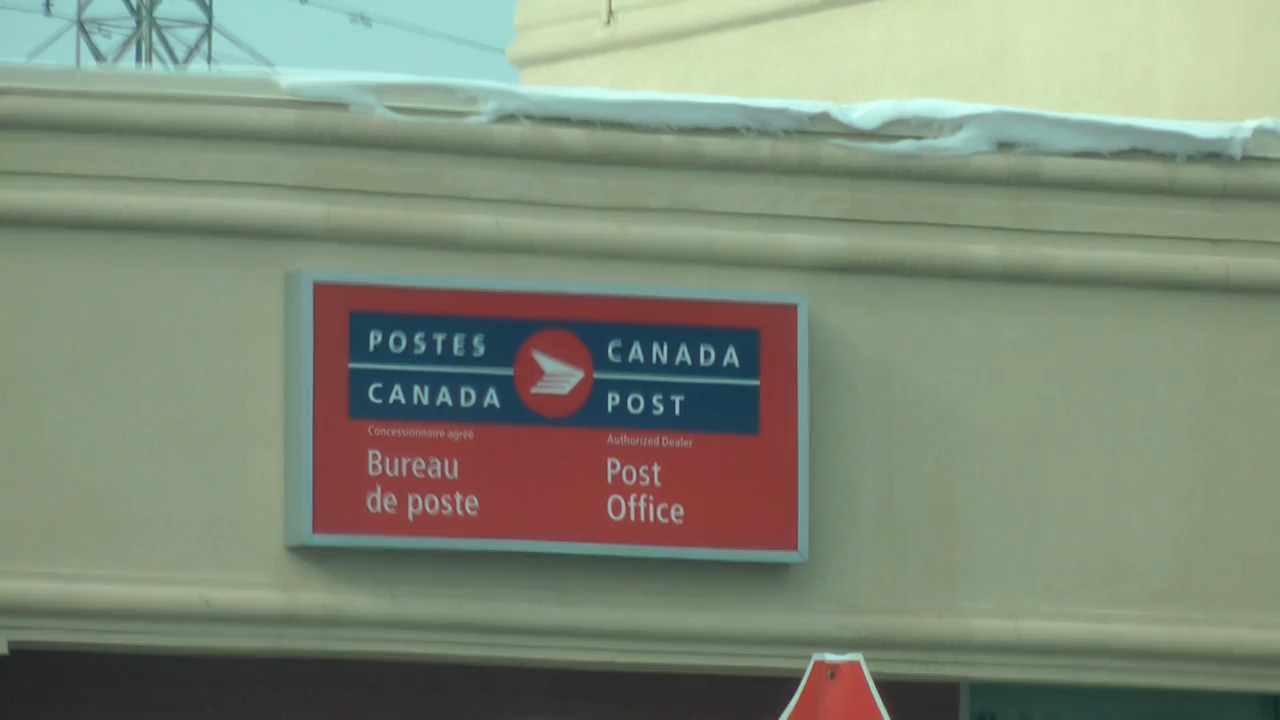 POSTES
CANADA
CANADA
POST
Concessionnaire agréé
Bureau
de poste
Authorized Dealer
Post
Office